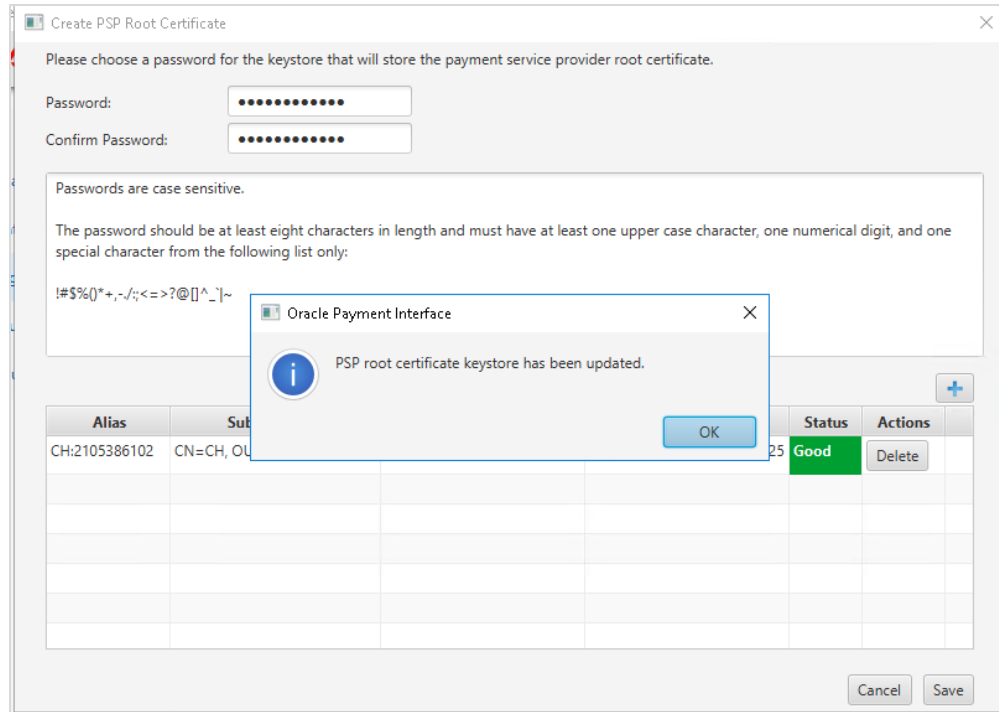 Create PSP Root Certificate
Please choose a password for the keystore that will store the payment service provider root certificate.
Password:
Confirm Password:
Passwords are case sensitive.
The password should be at least eight characters in length and must have at least one upper case character, one numerical digit, and one
special character from the following list only:
!#$%()*+,-./:;<=>?@[]^_`|~
Oracle Payment Interface
PSP root certificate keystore has been updated.
OK
Alias Status Actions
CH:2105386102 CN=CH, 25 Good Delete
Cancel Save